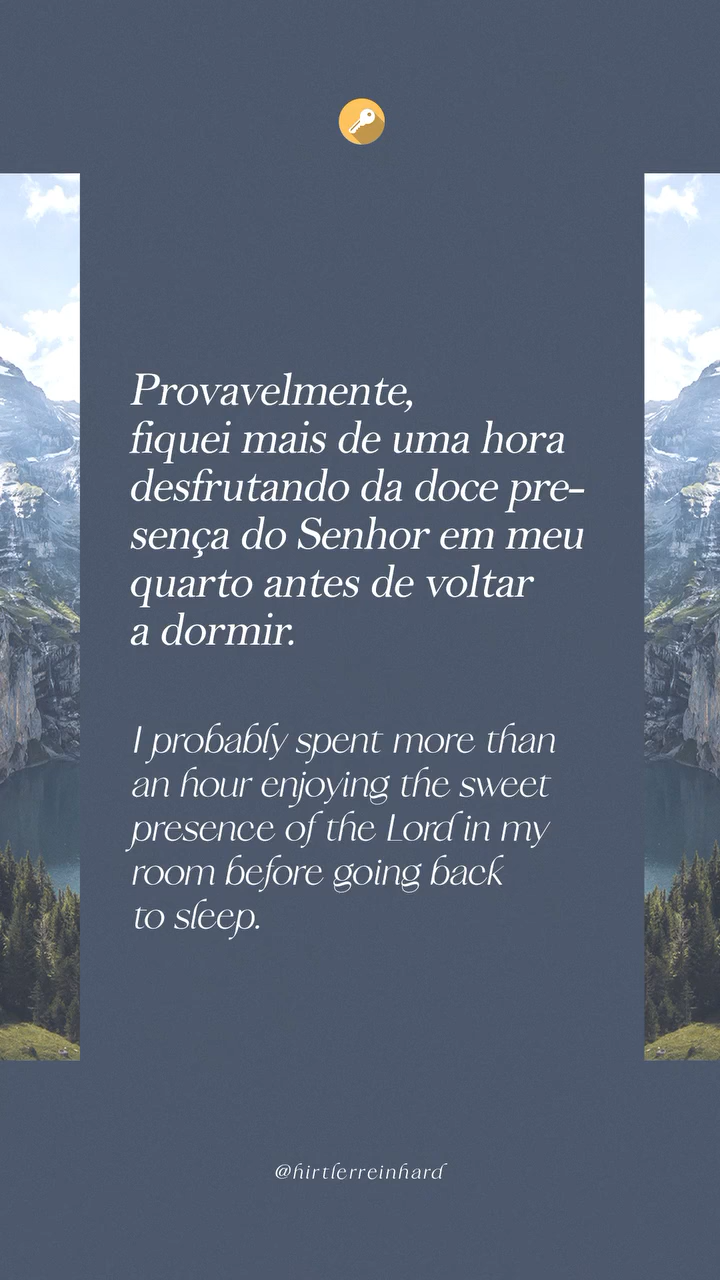 Provavelmente,
fiquei mais de uma hora
desfrutando da doce pre-
sença do Senhor em meu
quarto antes de voltar
a dormir.
I probably spent more than
an hour enjoying the sweet
presence of the Lord in my
room before going back
to sleep.
@hirtlerreinhard